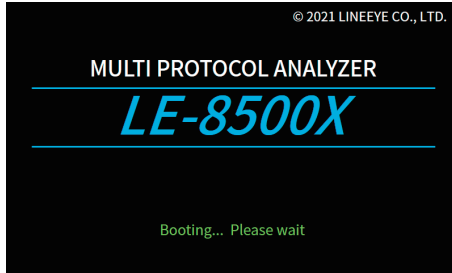 © 2021 LINEEYE CO., LTD.
MULTI PROTOCOL ANALYZER
LE-8500X
Booting... Please wait